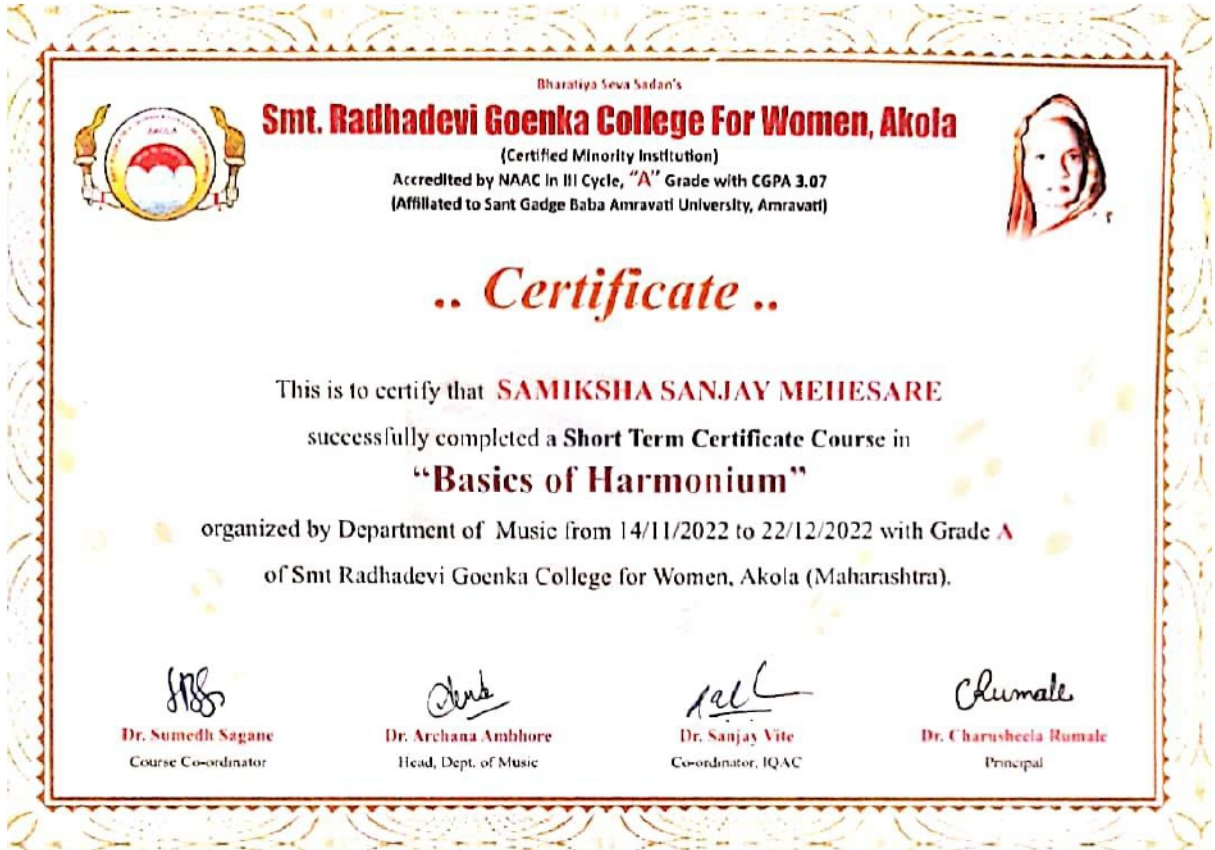 Bharatiya Seva Sadan's
Smt. Radhadevi Goenka College For Women, Akola
(Certified Minority Institution)
Accredited by NAAC in III Cycle, "A" Grade with CGPA 3.07
(Affiliated to Sant Gadge Baba Amravati University, Amravati)
.. Certificate ..
This is to certify that SAMIKSHA SANJAY MEHESARE
successfully completed a Short Term Certificate Course in
“Basics of Harmonium”
organized by Department of Music from 14/11/2022 to 22/12/2022 with Grade A
of Smt Radhadevi Goenka College for Women, Akola (Maharashtra).
CRumale
Dr. Sumedh Sagane Dr. Archana Ambhore Dr. Sanjay Vite Dr. Charusheela Rumale
Course Co-ordinator Head, Dept. of Music Co-ordinator, IQAC Principal